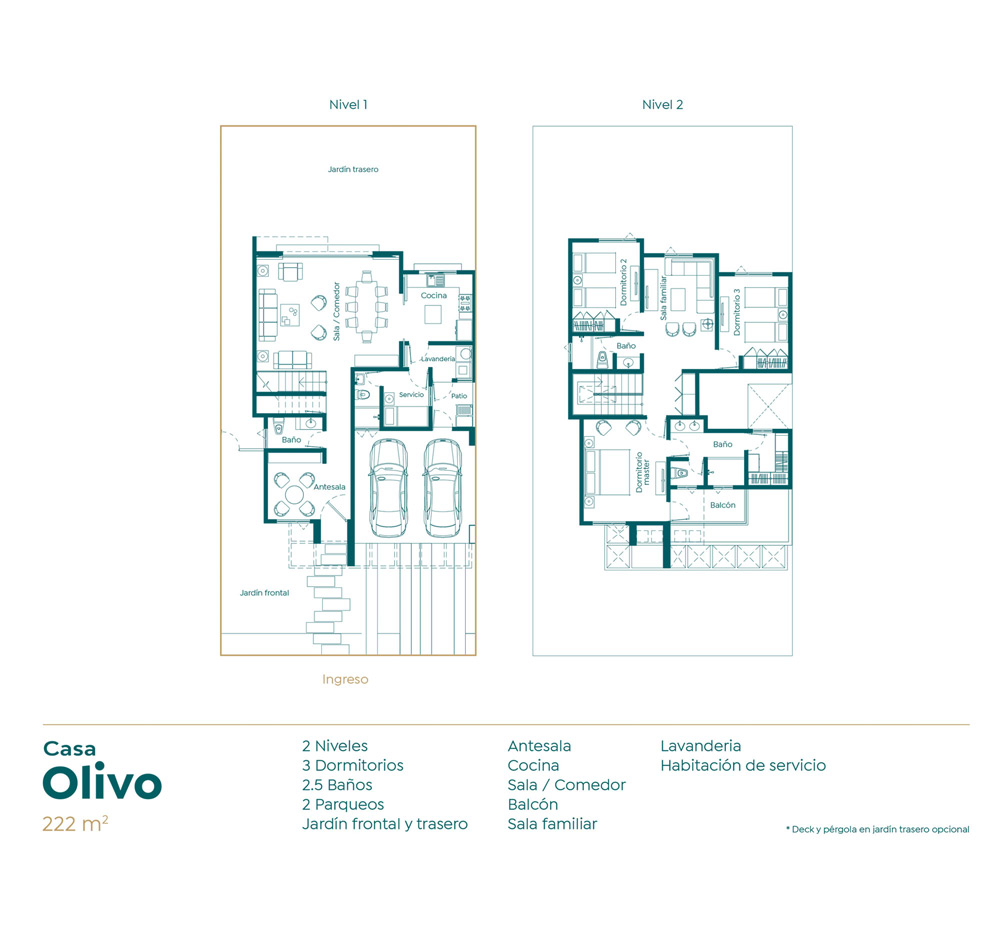 Nivel 1
Jardín trasero
Sala / Comedor
Cocina
Lavandería
Servicio
Patio
Baño
Antesala
Jardín frontal
Ingreso
Nivel 2
Dormitorio 2
Sala familiar
Dormitorio 3
Baño
Dormitorio
master
Baño
Balcón
Casa
Olivo
222 m²
2 Niveles
3 Dormitorios
2.5 Baños
2 Parqueos
Jardín frontal y trasero
Antesala
Cocina
Sala / Comedor
Balcón
Sala familiar
Lavanderia
Habitación de servicio
* Deck y pérgola en jardín trasero opcional